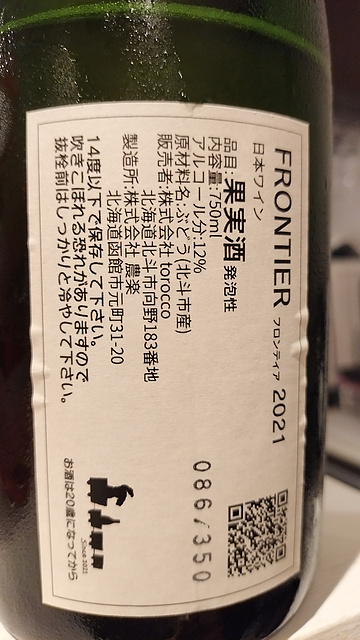 FRONTIER フロンティア 2021
日本ワイン
品目:果実酒 発泡性
内容量:750ml
アルコール分:12%
原材料名:ぶどう(北斗市産)
販売者:株式会社 torocco
北海道北斗市向野183番地
製造所:株式会社 農楽
北海道函館市元町31-20
14度以下で保存して下さい。
吹きこぼれる恐れがありますので
抜栓前はしっかりと冷やして下さい。
086/350
Since 2021
お酒は20歳になってから